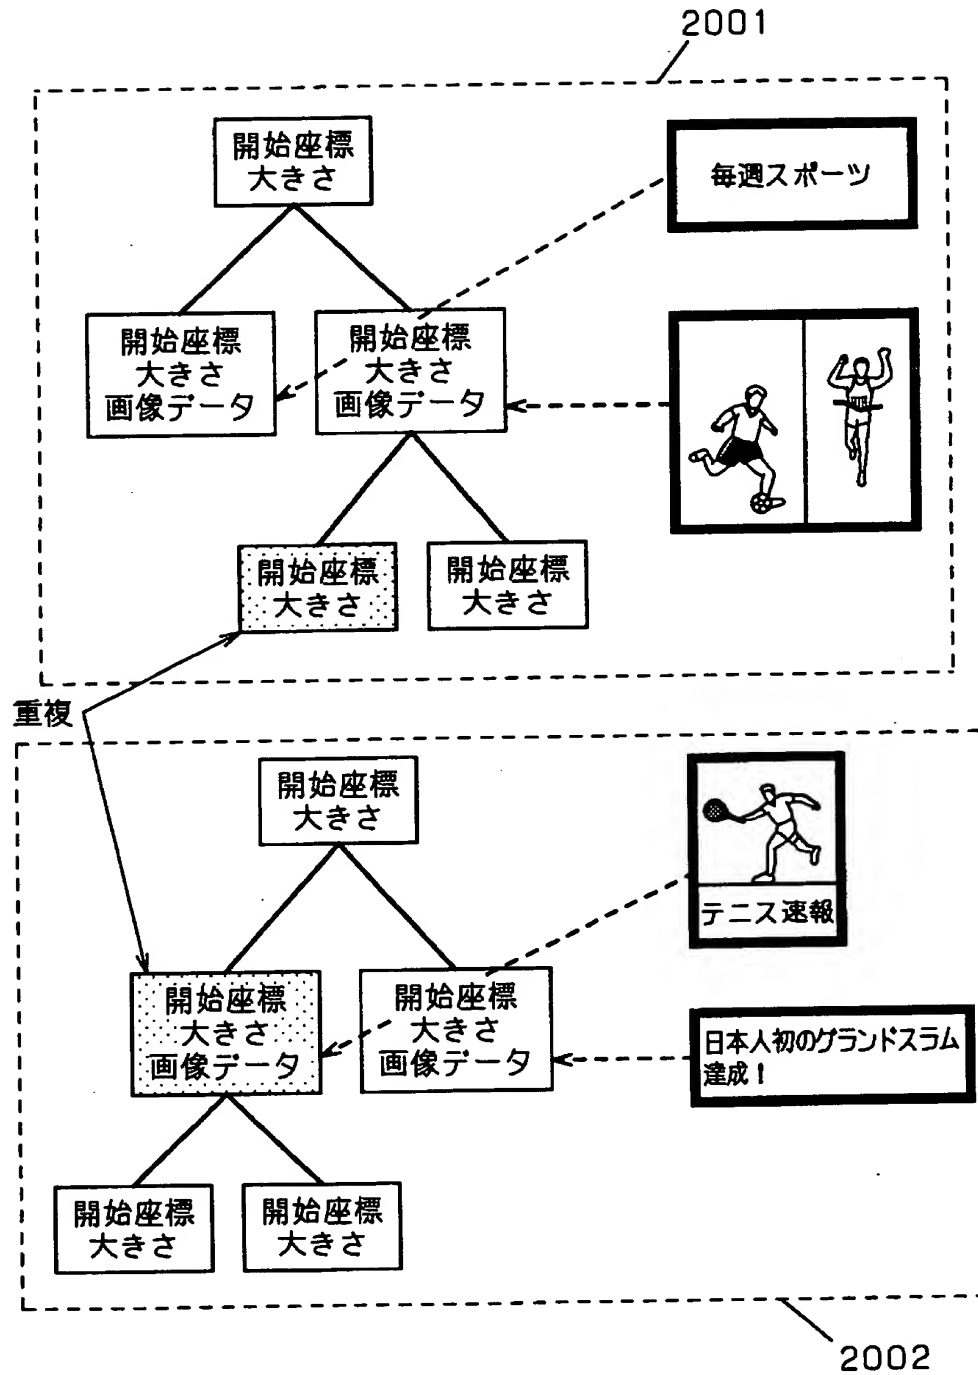 2001
開始座標
大きさ
毎週スポーツ
開始座標
大きさ
画像データ
開始座標
大きさ
画像データ
開始座標
大きさ
開始座標
大きさ
重複
開始座標
大きさ
テニス速報
開始座標
大きさ
画像データ
開始座標
大きさ
画像データ
日本人初のグランドスラム
達成!
開始座標
大きさ
開始座標
大きさ
2002